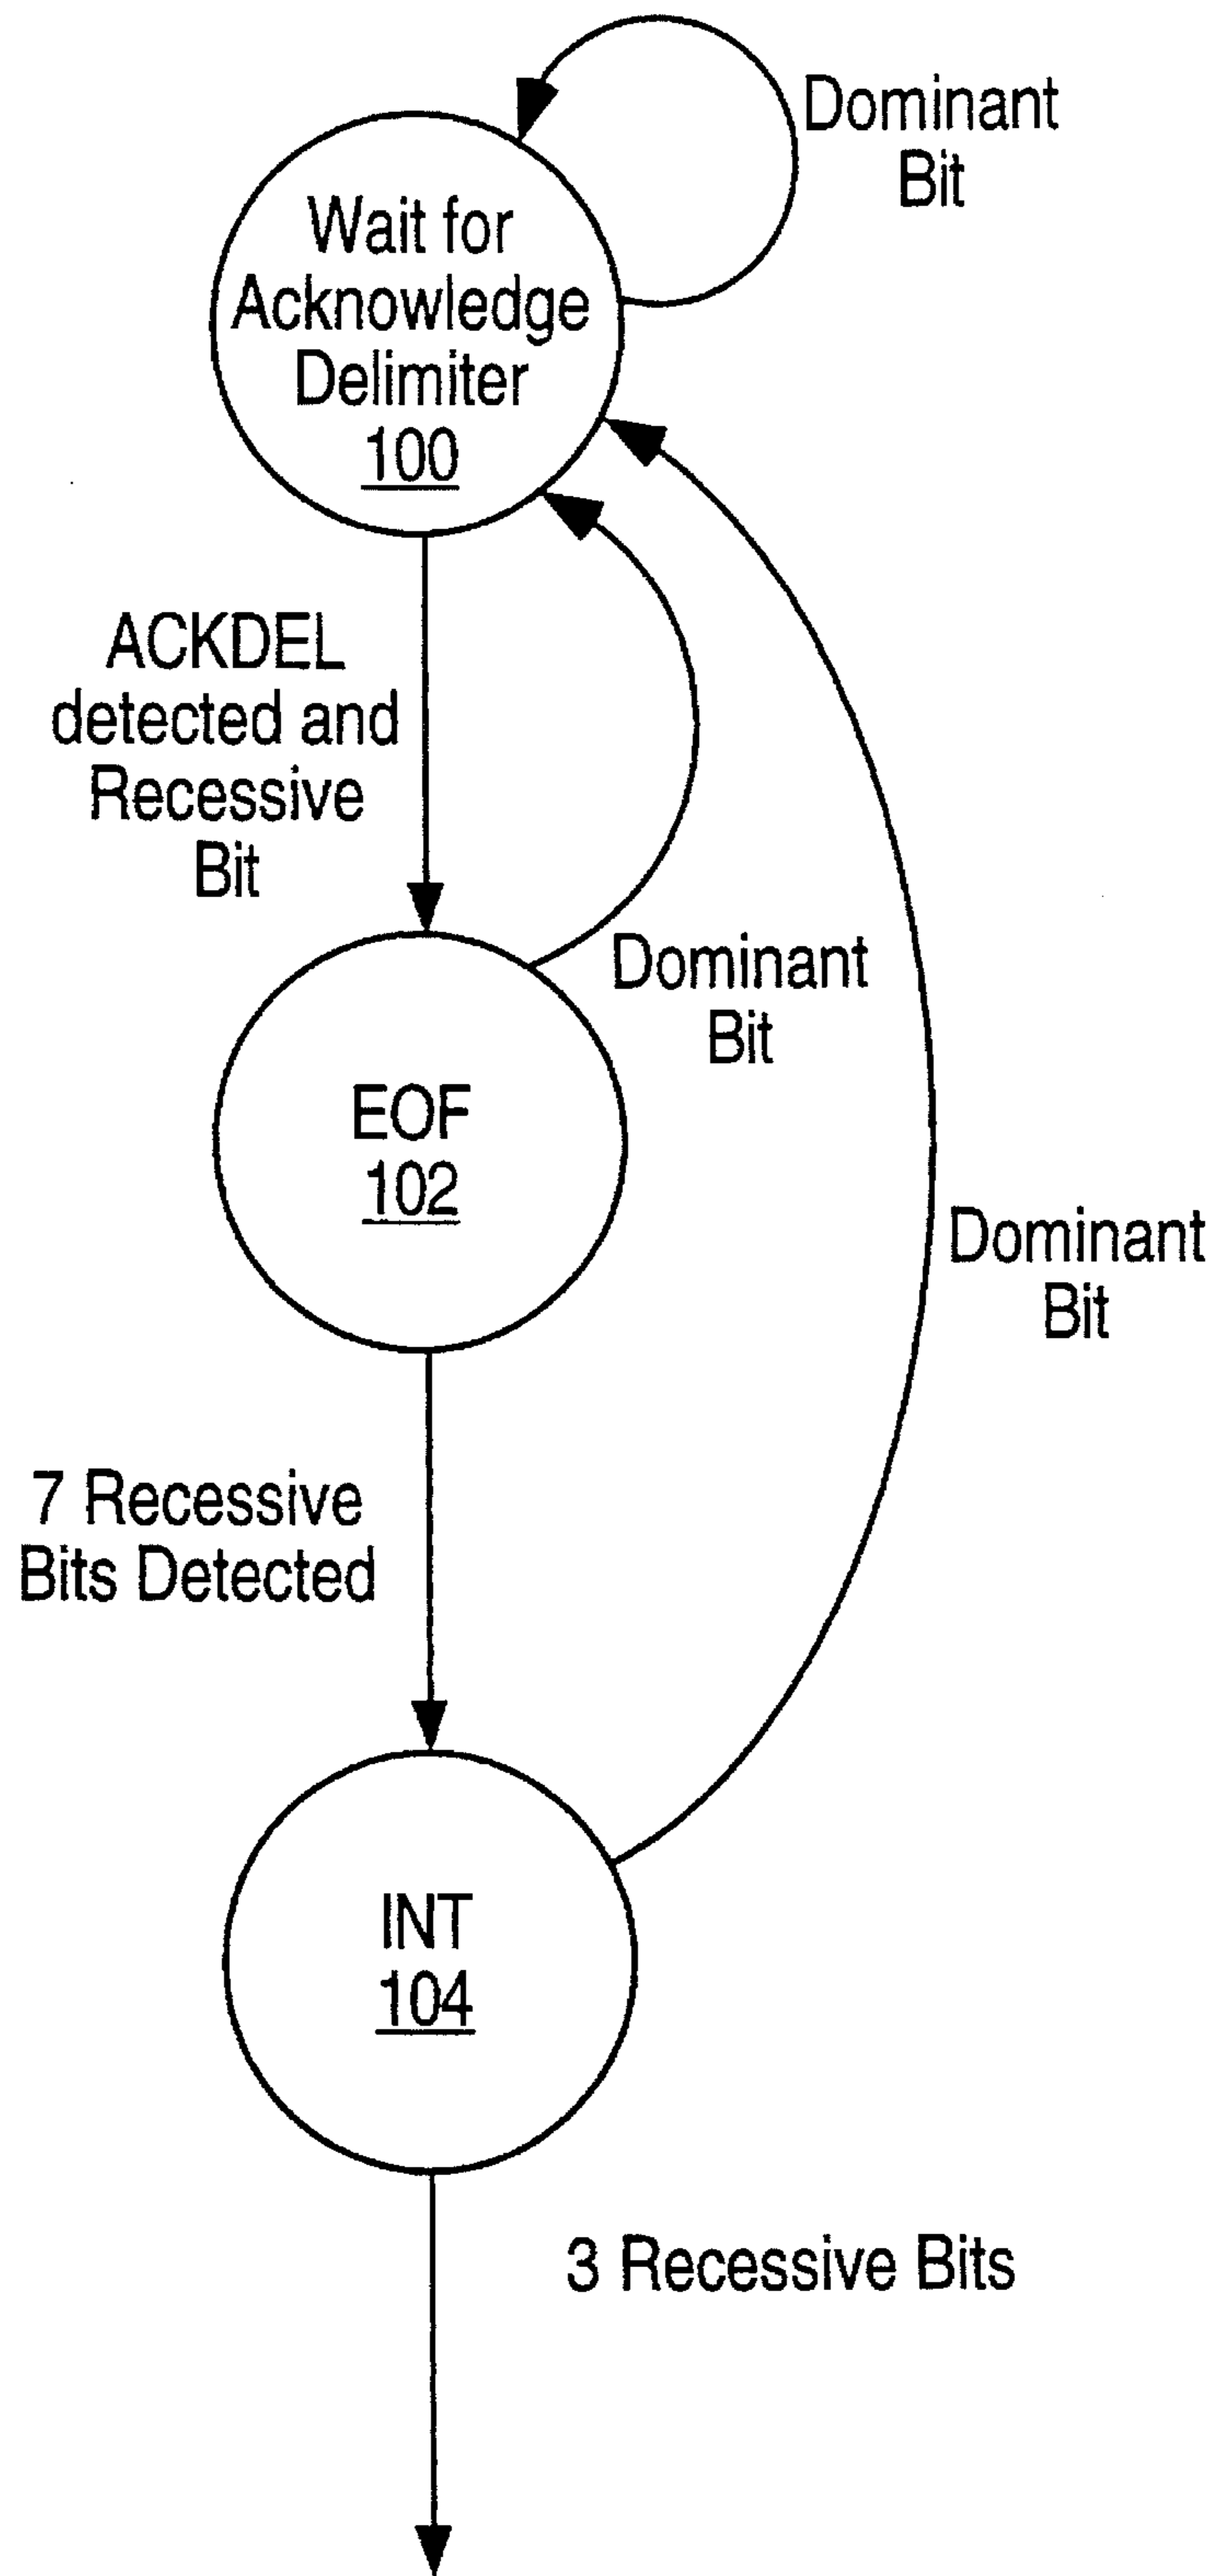 Dominant
Bit
Wait for
Acknowledge
Delimiter
100
ACKDEL
detected and
Recessive
Bit
Dominant
Bit
EOF
102
Dominant
Bit
7 Recessive
Bits Detected
INT
104
3 Recessive Bits